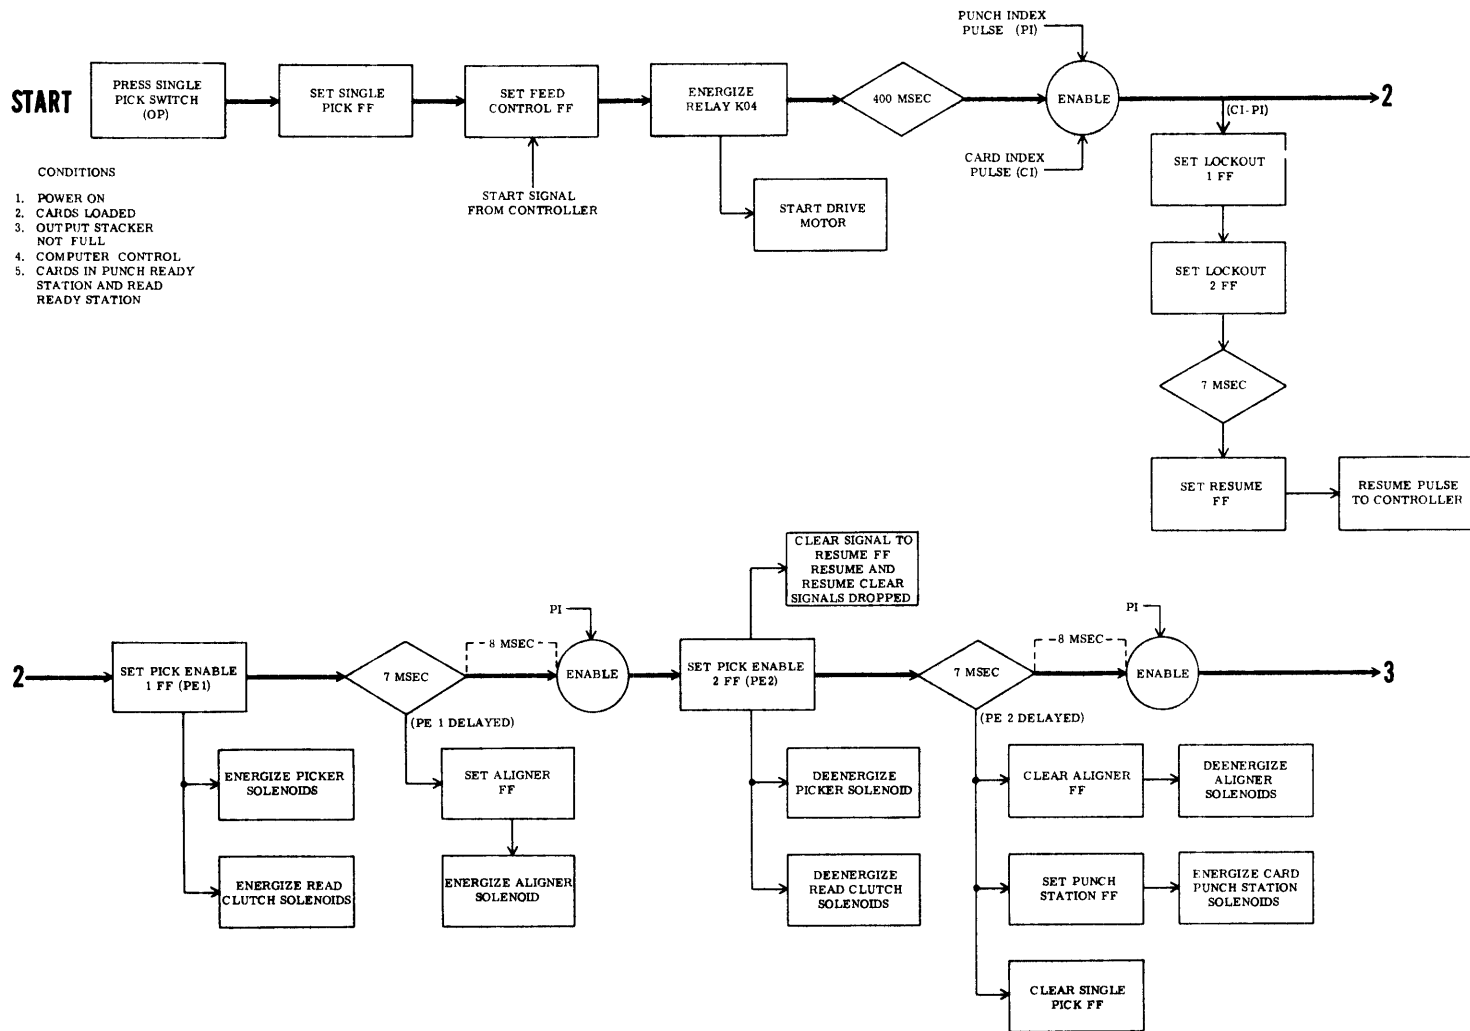 START
PRESS SINGLE
PICK SWITCH
(OP)
SET SINGLE
PICK FF
SET FEED
CONTROL FF
START SIGNAL
FROM CONTROLLER
ENERGIZE
RELAY K04
START DRIVE
MOTOR
400 MSEC
PUNCH INDEX
PULSE (PI)
ENABLE
CARD INDEX
PULSE (CI)
2
(CI-PI)
SET LOCKOUT
1 FF
SET LOCKOUT
2 FF
7 MSEC
SET RESUME
FF
RESUME PULSE
TO CONTROLLER
CONDITIONS
1. POWER ON
2. CARDS LOADED
3. OUTPUT STACKER
NOT FULL
4. COMPUTER CONTROL
5. CARDS IN PUNCH READY
STATION AND READ
READY STATION
2
SET PICK ENABLE
1 FF (PE1)
ENERGIZE PICKER
SOLENOIDS
ENERGIZE READ
CLUTCH SOLENOIDS
7 MSEC
(PE 1 DELAYED)
SET ALIGNER
FF
ENERGIZE ALIGNER
SOLENOID
8 MSEC
PI
ENABLE
SET PICK ENABLE
2 FF (PE2)
CLEAR SIGNAL TO
RESUME FF
RESUME AND
RESUME CLEAR
SIGNALS DROPPED
DEENERGIZE
PICKER SOLENOID
DEENERGIZE
READ CLUTCH
SOLENOIDS
7 MSEC
(PE 2 DELAYED)
8 MSEC
PI
ENABLE
3
CLEAR ALIGNER
FF
DEENERGIZE
ALIGNER
SOLENOIDS
SET PUNCH
STATION FF
ENERGIZE CARD
PUNCH STATION
SOLENOIDS
CLEAR SINGLE
PICK FF